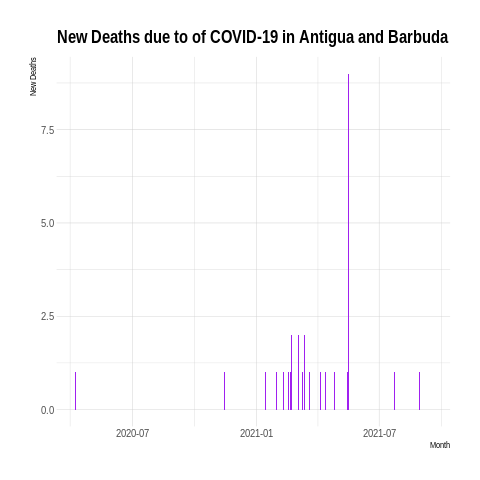 New Deaths due to of COVID-19 in Antigua and Barbuda
New Deaths
7.5
5.0
2.5
0.0
2020-07 2021-01 2021-07
Month